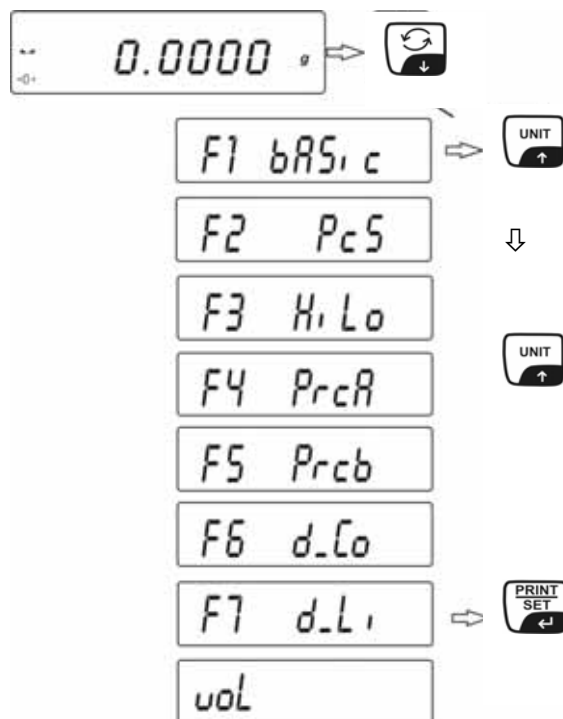 0.0000 g
→0←
F1 bASic
UNIT
F2 PcS
F3 HiLo
UNIT
F4 PrcA
F5 Prcb
F6 d_Co
F7 d_Li
PRINT
SET
voL